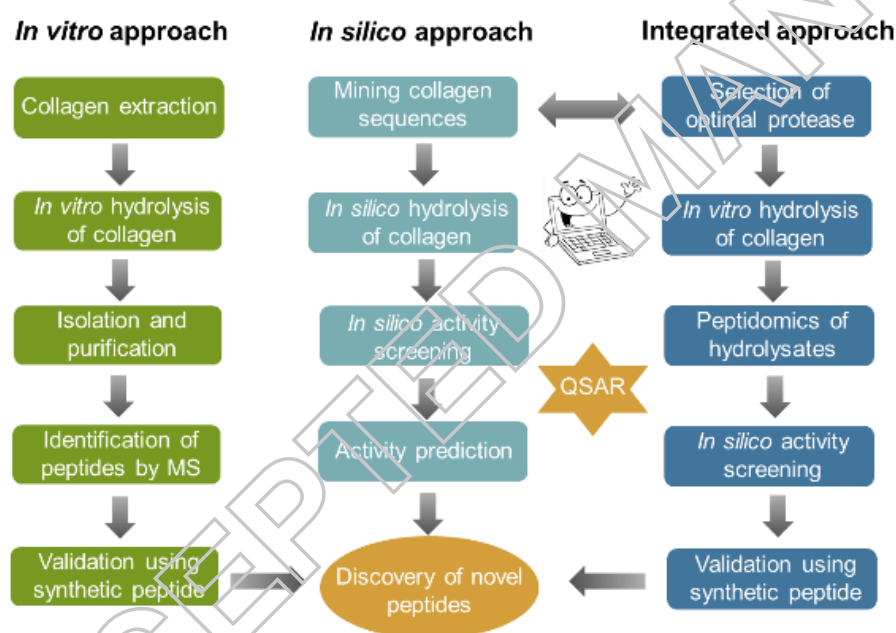 In vitro approach
Collagen extraction
In vitro hydrolysis
of collagen
Isolation and
purification
Identification of
peptides by MS
Validation using
synthetic peptide
In silico approach
Mining collagen
sequences
In silico hydrolysis
of collagen
In silico activity
screening
Activity prediction
Discovery of novel
peptides
QSAR
Integrated approach
Selection of
optimal protease
In vitro hydrolysis
of collagen
Peptidomics of
hydrolysates
In silico activity
screening
Validation using
synthetic peptide
CEPTED MAN